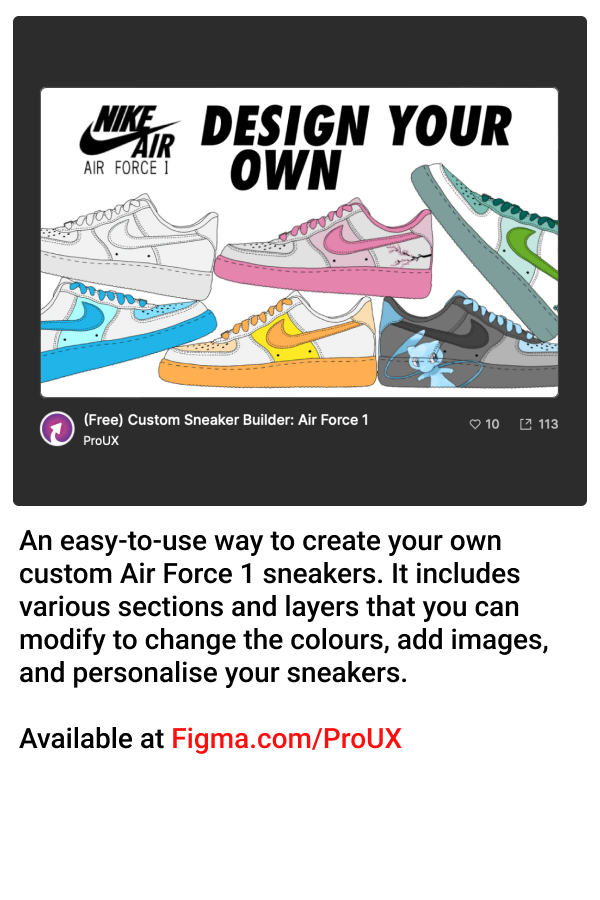 NIKE
AIR
AIR FORCE 1
DESIGN YOUR
OWN
(Free) Custom Sneaker Builder: Air Force 1
10
113
ProUX
An easy-to-use way to create your own
custom Air Force 1 sneakers. It includes
various sections and layers that you can
modify to change the colours, add images,
and personalise your sneakers.
Available at Figma.com/ProUX